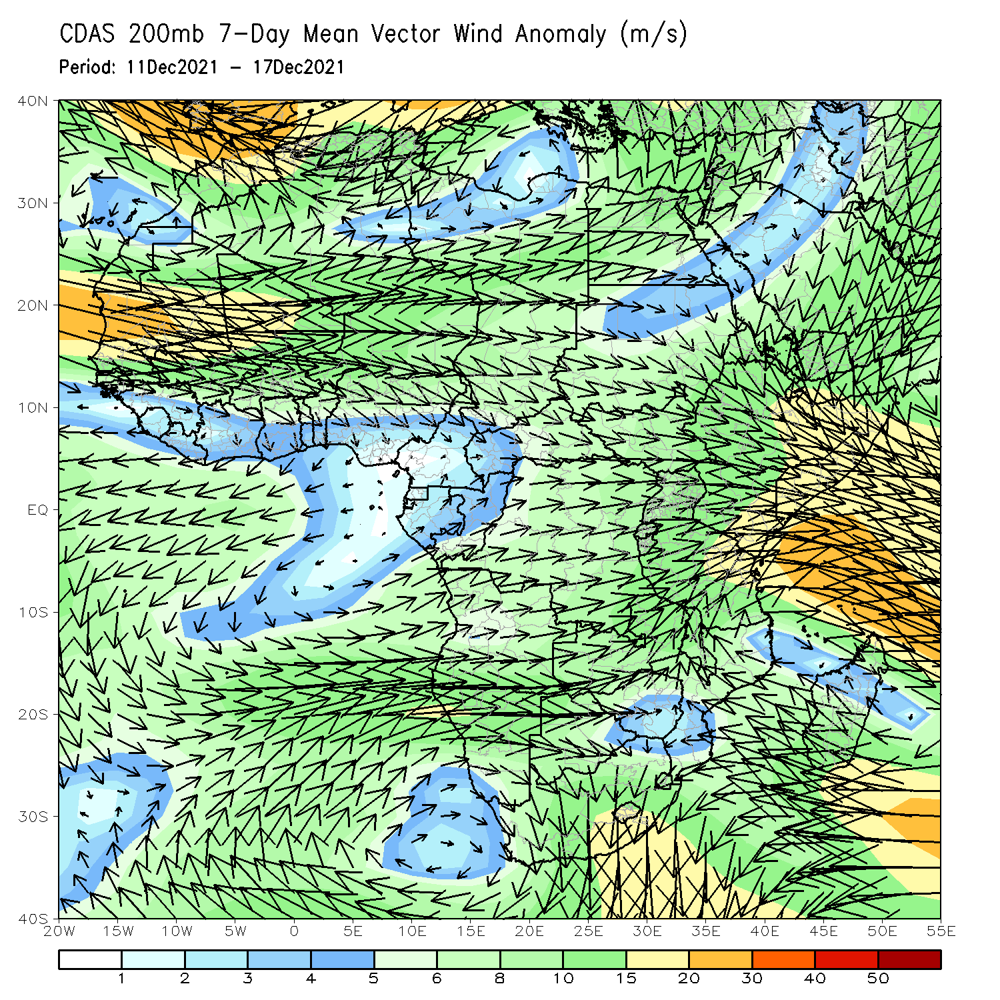 CDAS 200mb 7-Day Mean Vector Wind Anomaly (m/s)
Period: 11Dec2021 - 17Dec2021
40N
30N
20N
10N
EQ
10S
20S
30S
40S
20W 15W 10W 5W 0 5E 10E 15E 20E 25E 30E 35E 40E 45E 50E 55E
1 2 3 4 5 6 8 10 15 20 30 40 50